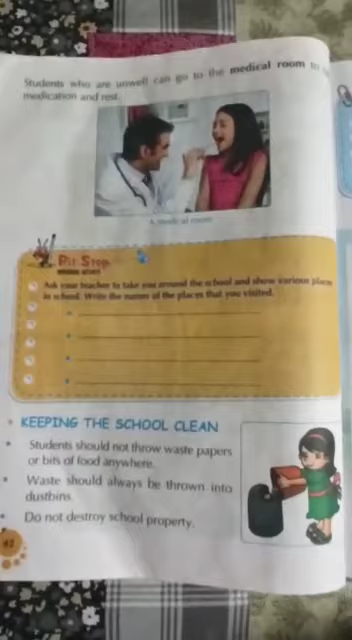 Students who are unwell can go to the medical room to
medication and rest.
A medical room
Pit Stop
Ask your teacher to take you around the school and show various places
in school. Write the names of the places that you visited.
KEEPING THE SCHOOL CLEAN
Students should not throw waste papers
or bits of food anywhere.
Waste should always be thrown into
dustbins.
Do not destroy school property.
42